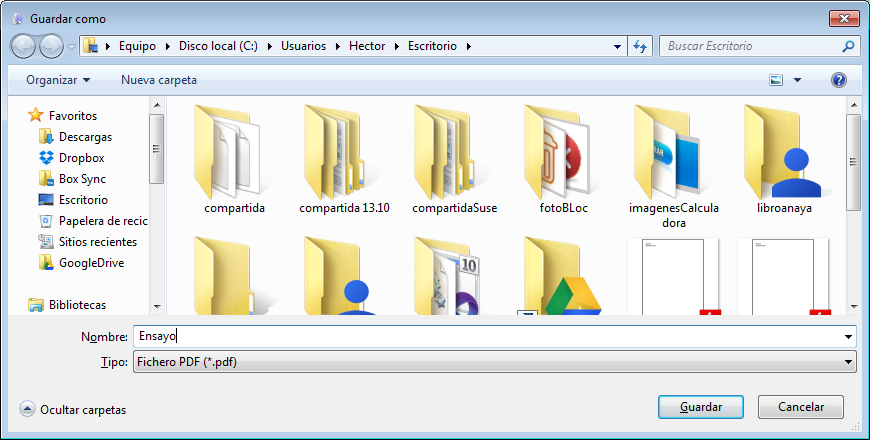 Guardar como
Equipo Disco local (C:) Usuarios Hector Escritorio
Buscar Escritorio
Organizar Nueva carpeta
Favoritos
Descargas
Dropbox
Box Sync
Escritorio
Papelera de recic
Sitios recientes
GoogleDrive
Bibliotecas
compartida
compartida 13.10
compartidaSuse
fotoBLoc
imagenesCalcula
dora
libroanaya
10
Nombre: Ensayo
Tipo: Fichero PDF (*.pdf)
Ocultar carpetas
Guardar
Cancelar